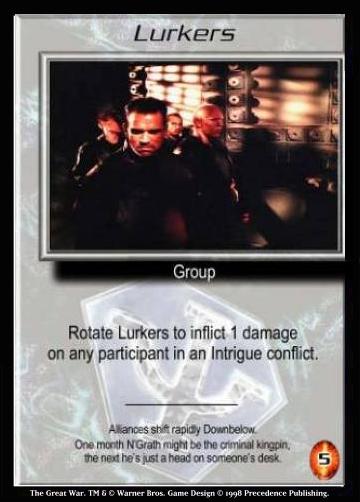 Lurkers
Group
Rotate Lurkers to inflict 1 damage
on any participant in an Intrigue conflict.
Alliances shift rapidly Downbelow.
One month N'Grath might be the criminal kingpin,
the next he's just a head on someone's desk.
5
The Great War. TM & © Warner Bros. Game Design © 1998 Precedence Publishing.